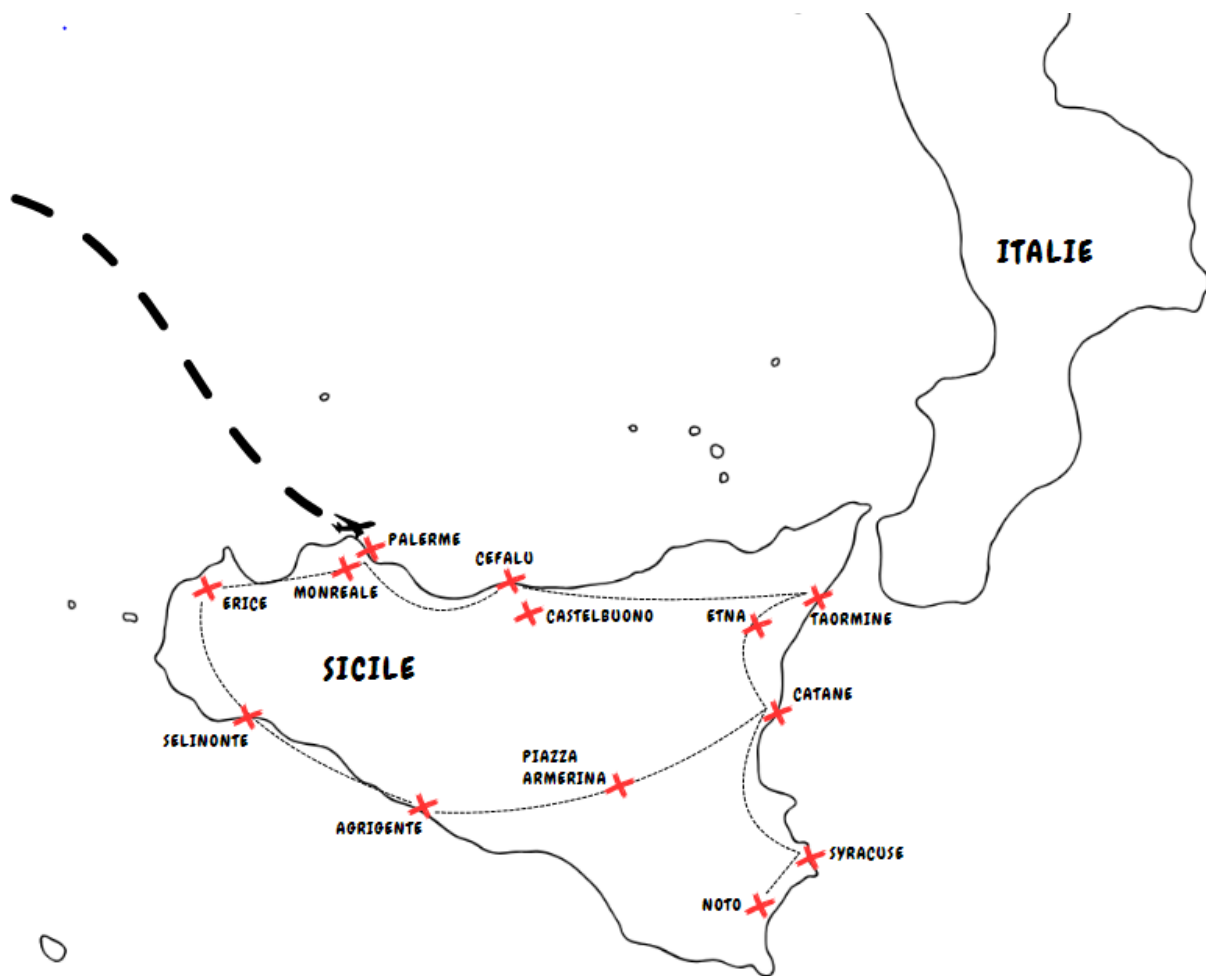 ITALIE
PALERME
CEFALU
MONREALE
ERICE
CASTELBUONO
ETNA
TAORMINE
SICILE
CATANE
SELINONTE
PIAZZA
ARMERINA
AGRIGENTE
SYRACUSE
NOTO